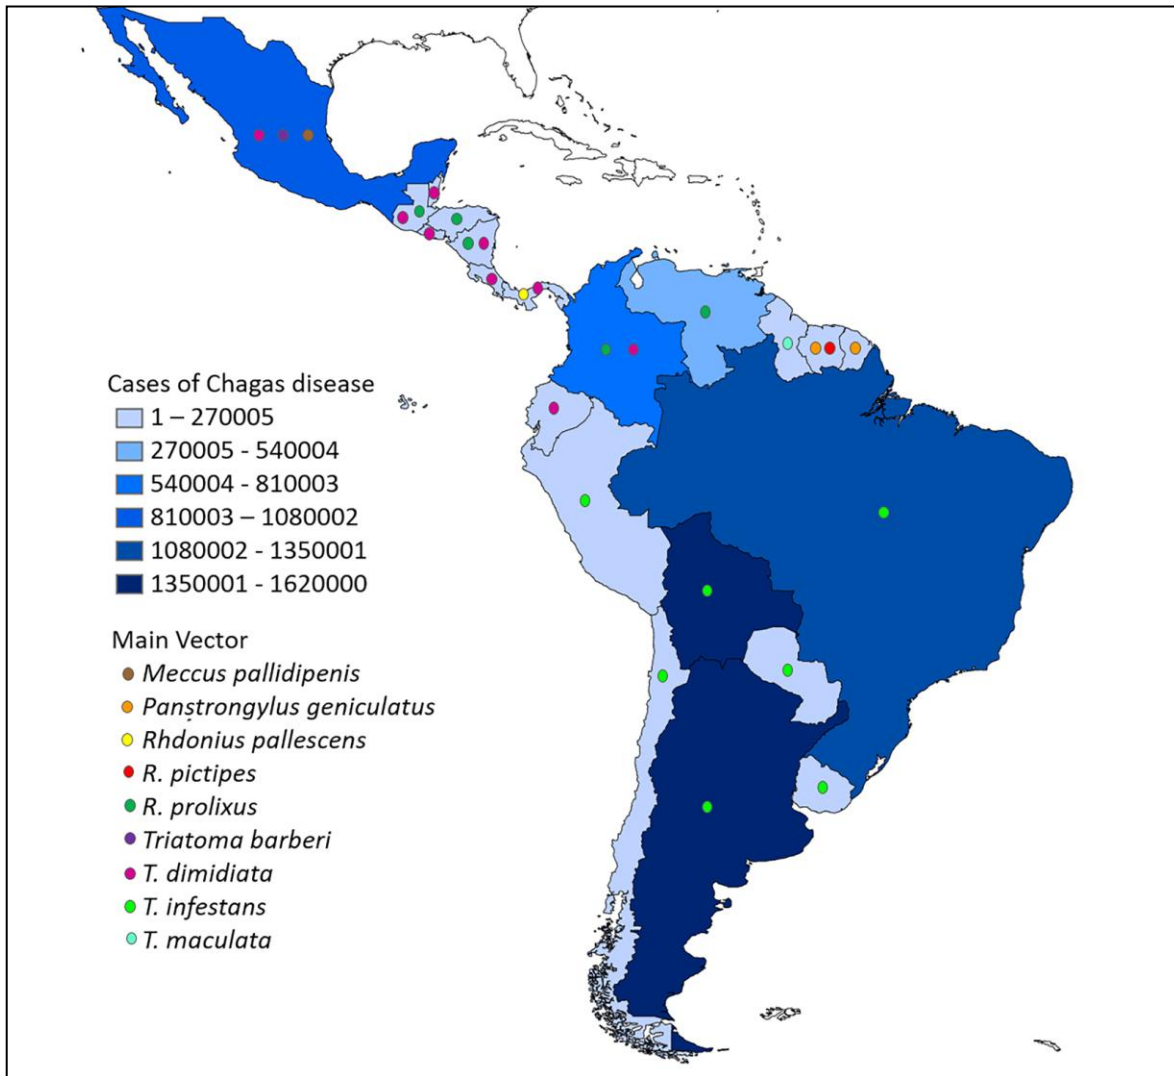 Cases of Chagas disease
1 – 270005
270005 - 540004
540004 - 810003
810003 – 1080002
1080002 - 1350001
1350001 - 1620000
Main Vector
Meccus pallidipenis
Panstrongylus geniculatus
Rhdonius pallescens
R. pictipes
R. prolixus
Triatoma barberi
T. dimidiata
T. infestans
T. maculata